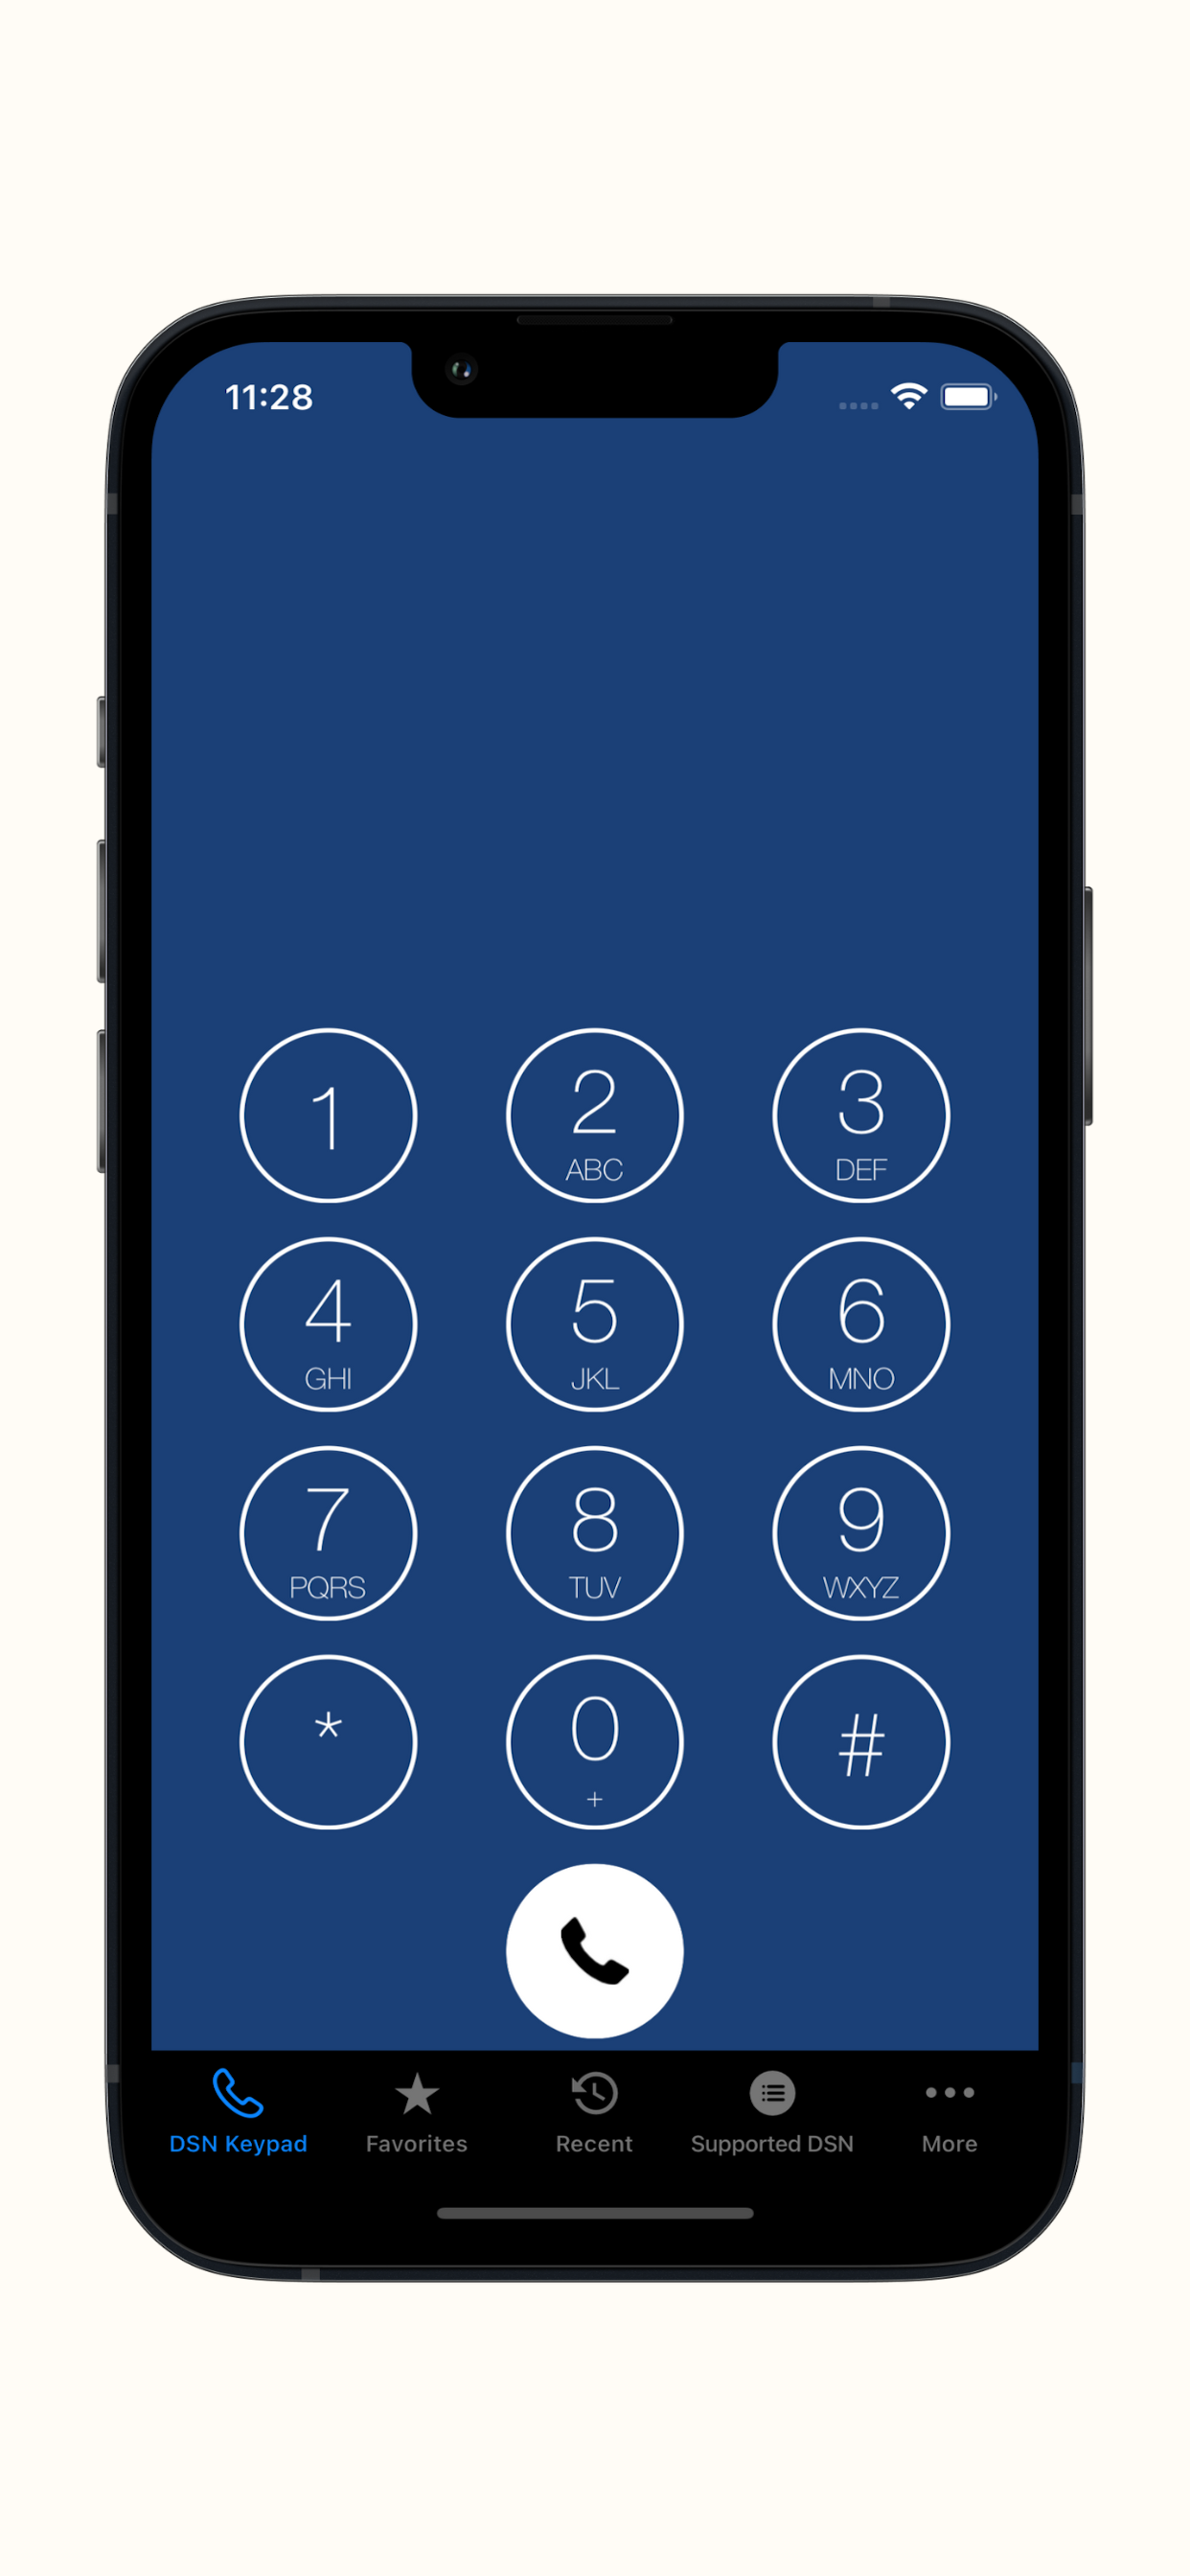 11:28
1 2 3
ABC DEF
4 5 6
GHI JKL MNO
7 8 9
PQRS TUV WXYZ
* 0 #
+
DSN Keypad Favorites Recent Supported DSN More